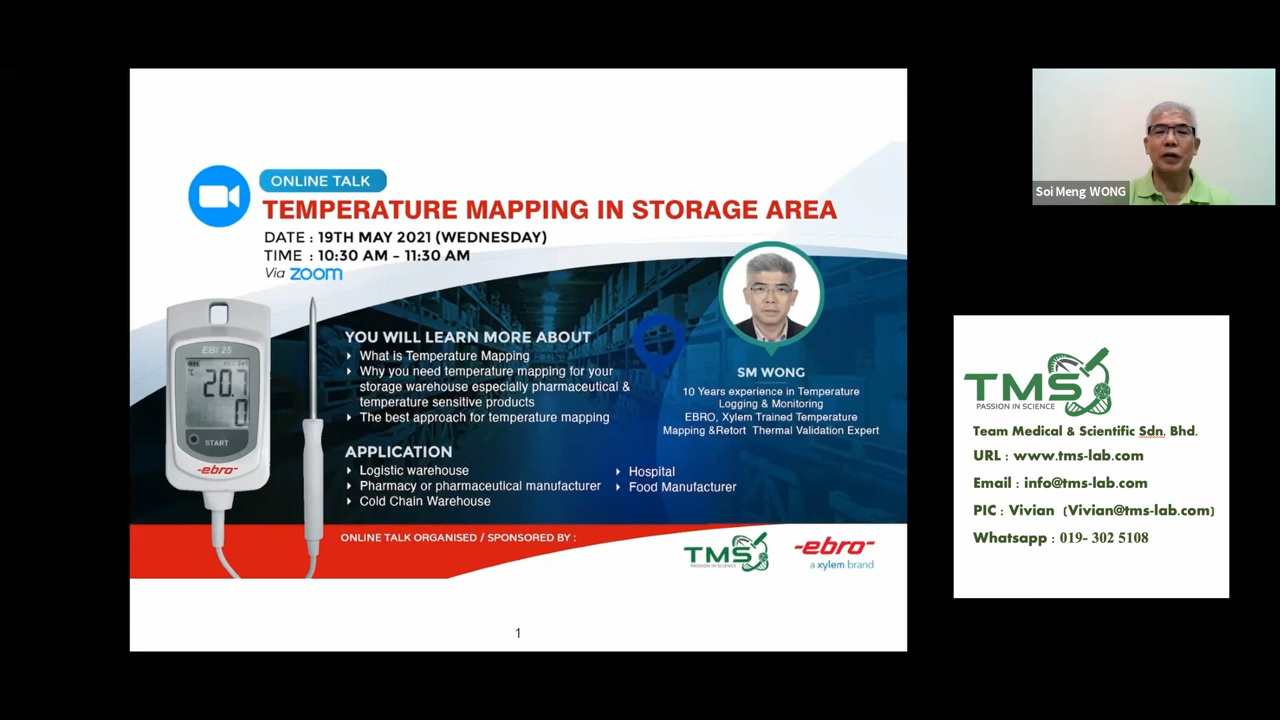 ONLINE TALK
TEMPERATURE MAPPING IN STORAGE AREA
DATE : 19TH MAY 2021 (WEDNESDAY)
TIME : 10:30 AM - 11:30 AM
Via zoom
EBI 25
°C
20.7
0
START
-ebro-
YOU WILL LEARN MORE ABOUT
What is Temperature Mapping
Why you need temperature mapping for your
storage warehouse especially pharmaceutical &
temperature sensitive products
The best approach for temperature mapping
APPLICATION
Logistic warehouse
Pharmacy or pharmaceutical manufacturer
Cold Chain Warehouse
Hospital
Food Manufacturer
SM WONG
10 Years experience in Temperature
Logging & Monitoring
EBRO, Xylem Trained Temperature
Mapping &Retort Thermal Validation Expert
ONLINE TALK ORGANISED / SPONSORED BY :
TMS
PASSION IN SCIENCE
-ebro-
a xylem brand
1
Soi Meng WONG
TMS
PASSION IN SCIENCE
Team Medical & Scientific Sdn. Bhd.
URL : www.tms-lab.com
Email : info@tms-lab.com
PIC : Vivian (Vivian@tms-lab.com)
Whatsapp : 019- 302 5108